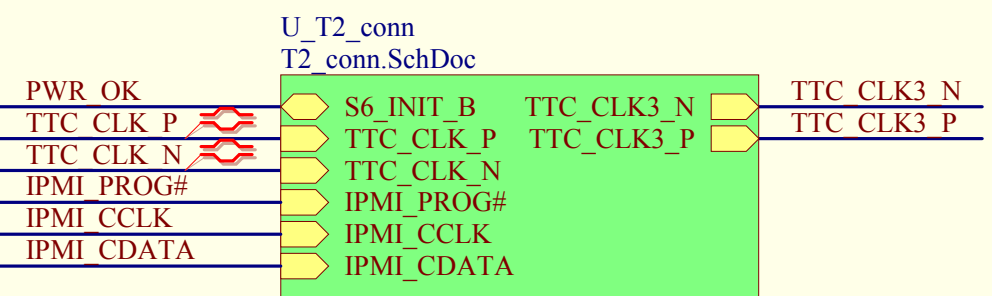 U_T2_conn
T2_conn.SchDoc
PWR_OK
TTC_CLK_P
TTC_CLK_N
IPMI_PROG#
IPMI_CCLK
IPMI_CDATA
S6_INIT_B
TTC_CLK_P
TTC_CLK_N
IPMI_PROG#
IPMI_CCLK
IPMI_CDATA
TTC_CLK3_N
TTC_CLK3_P
TTC_CLK3_N
TTC_CLK3_P